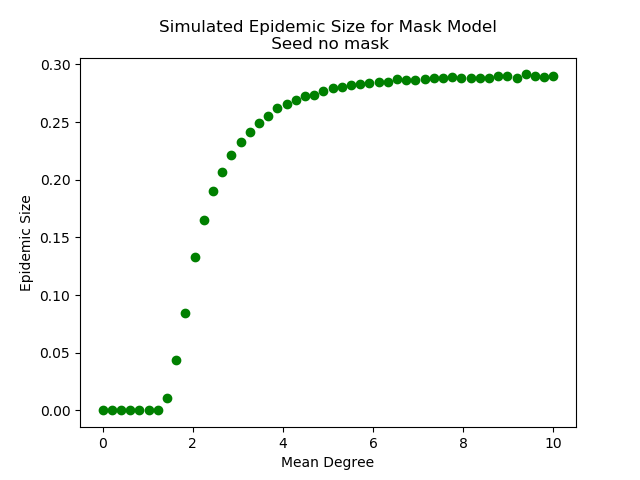 Simulated Epidemic Size for Mask Model
Seed no mask
0.30
0.25
0.20
0.15
0.10
0.05
0.00
Epidemic Size
0 2 4 6 8 10
Mean Degree